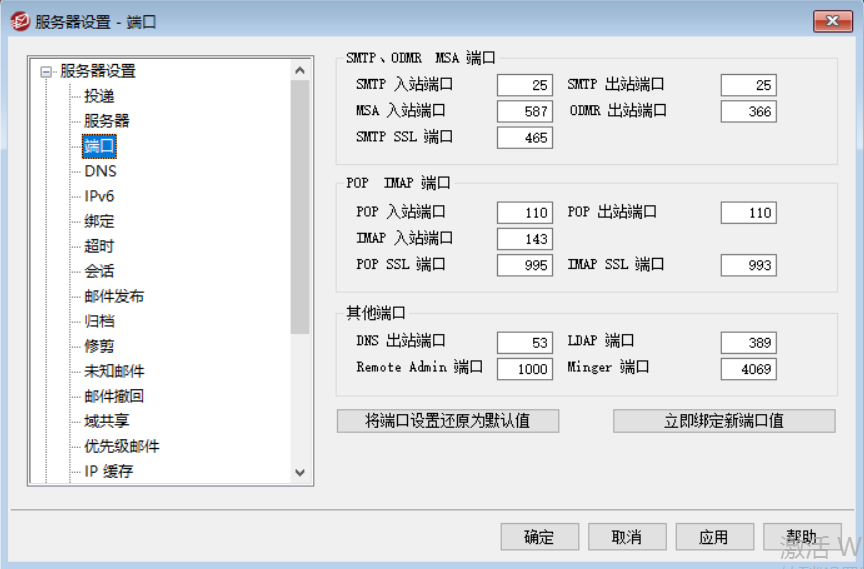 服务器设置 - 端口
服务器设置
投递
服务器
端口
DNS
IPv6
绑定
超时
会话
邮件发布
归档
修剪
未知邮件
邮件撤回
域共享
优先级邮件
IP 缓存
SMTP、ODMR MSA 端口
SMTP 入站端口 25 SMTP 出站端口 25
MSA 入站端口 587 ODMR 出站端口 366
SMTP SSL 端口 465
POP IMAP 端口
POP 入站端口 110 POP 出站端口 110
IMAP 入站端口 143
POP SSL 端口 995 IMAP SSL 端口 993
其他端口
DNS 出站端口 53 LDAP 端口 389
Remote Admin 端口 1000 Minger 端口 4069
将端口设置还原为默认值 立即绑定新端口值
确定 取消 应用 帮助
激活 W